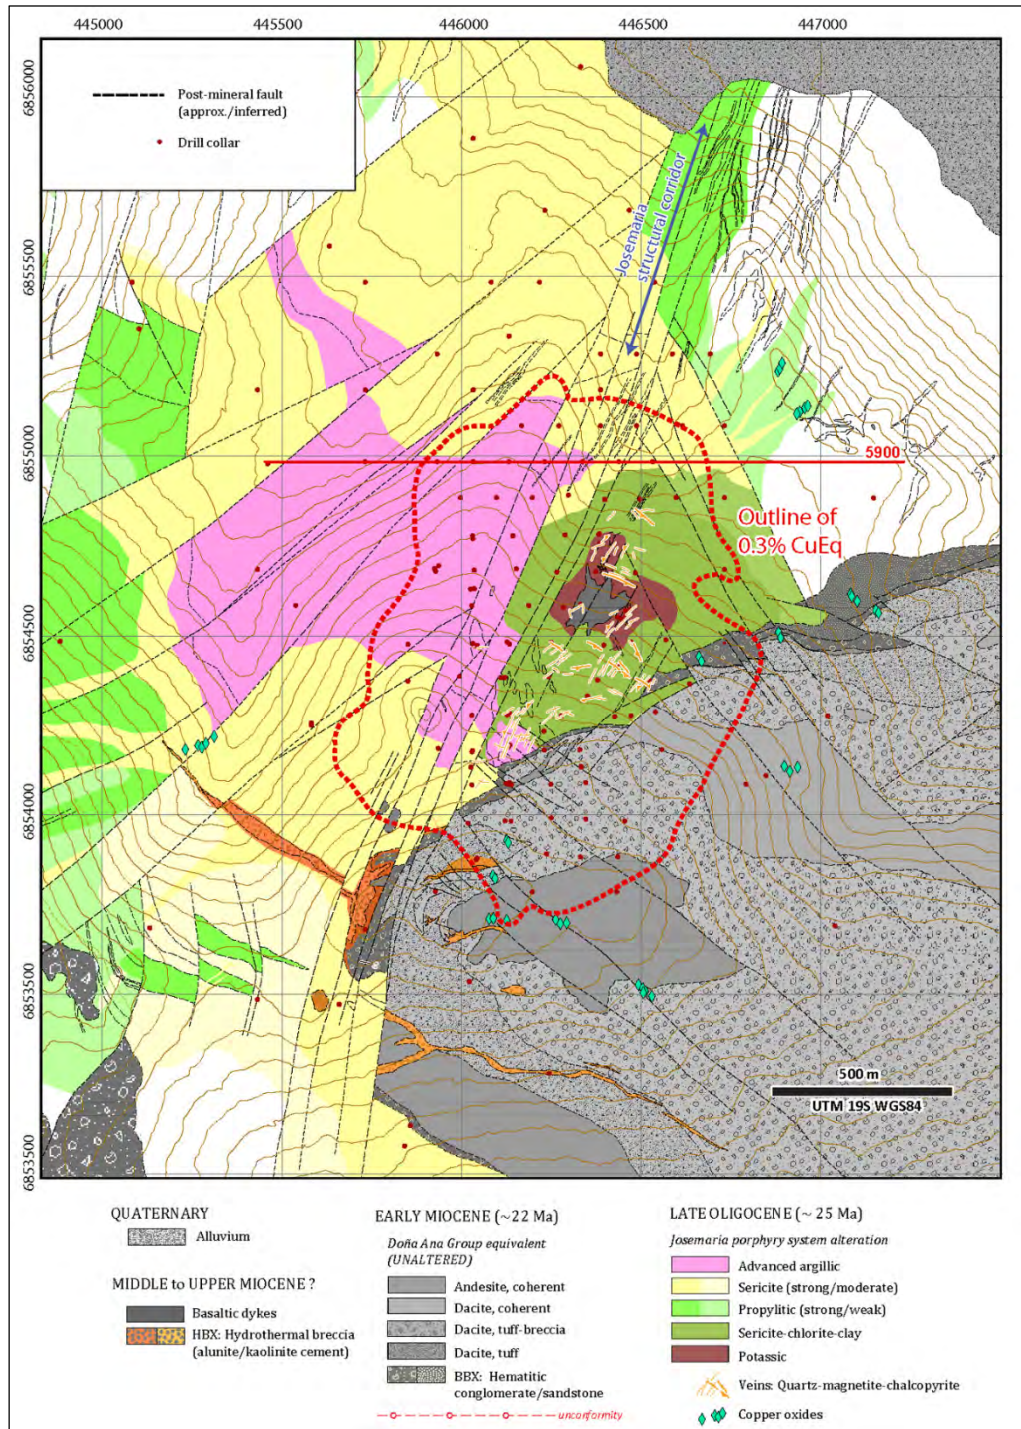 445000
445500
446000
446500
447000
6856000
Post-mineral fault
(approx./inferred)
Drill collar
Josemaria
structural corridor
6855500
5900
6855000
Outline of
0.3% CuEq
6854500
6854000
6853500
500 m
UTM 19S WGS84
6853500
QUATERNARY
Alluvium
MIDDLE to UPPER MIOCENE ?
Basaltic dykes
HBX: Hydrothermal breccia
(alunite/kaolinite cement)
EARLY MIOCENE (~22 Ma)
Doña Ana Group equivalent
(UNALTERED)
Andesite, coherent
Dacite, coherent
Dacite, tuff-breccia
Dacite, tuff
BBX: Hematitic
conglomerate/sandstone
unconformity
LATE OLIGOCENE (~ 25 Ma)
Josemaria porphyry system alteration
Advanced argillic
Sericite (strong/moderate)
Propylitic (strong/weak)
Sericite-chlorite-clay
Potassic
Veins: Quartz-magnetite-chalcopyrite
Copper oxides